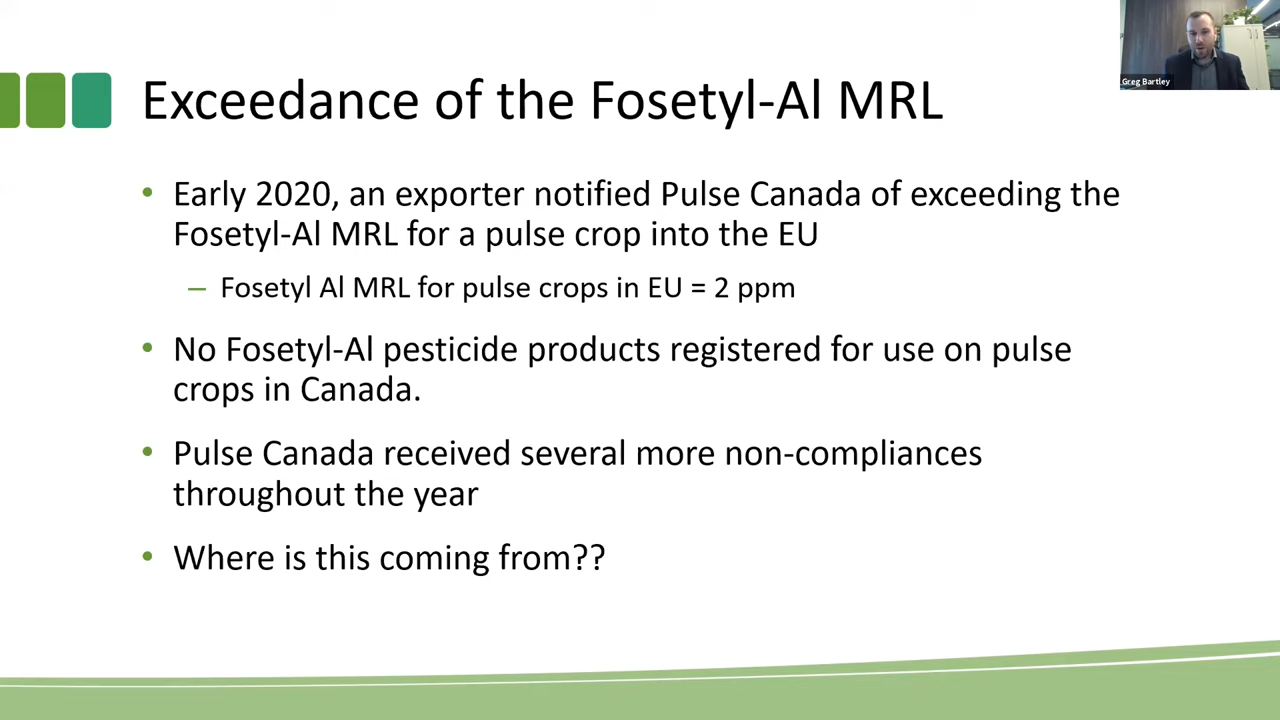 Greg Bartley
Exceedance of the Fosetyl-Al MRL
• Early 2020, an exporter notified Pulse Canada of exceeding the
Fosetyl-Al MRL for a pulse crop into the EU
– Fosetyl Al MRL for pulse crops in EU = 2 ppm
• No Fosetyl-Al pesticide products registered for use on pulse
crops in Canada.
• Pulse Canada received several more non-compliances
throughout the year
• Where is this coming from??